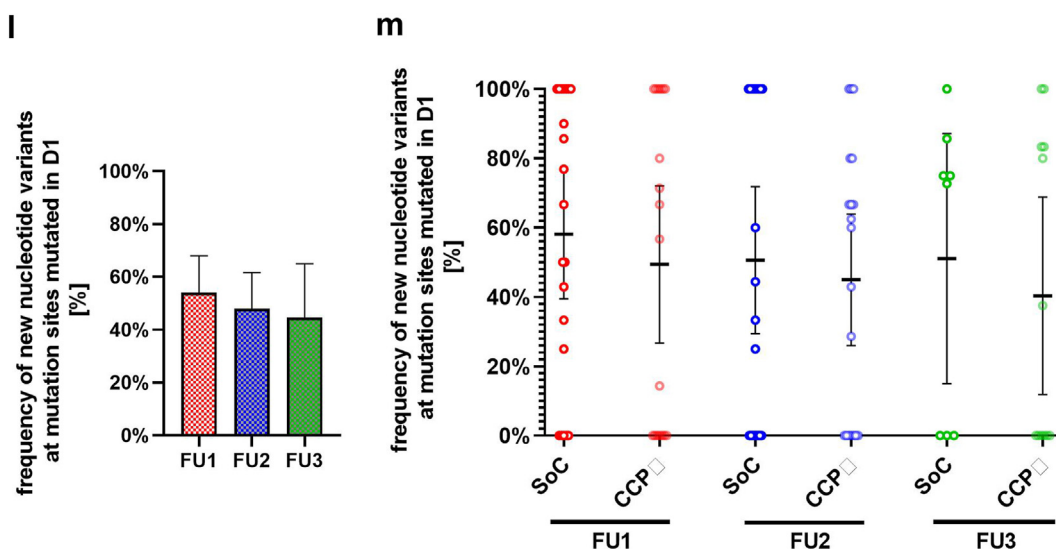 l
frequency of new nucleotide variants
at mutation sites mutated in D1
[%]
100%
80%
60%
40%
20%
0%
FU1 FU2 FU3
m
frequency of new nucleotide variants
at mutation sites mutated in D1
[%]
100%
80%
60%
40%
20%
0%
SoC CCP◇ SoC CCP◇ SoC CCP◇
FU1 FU2 FU3